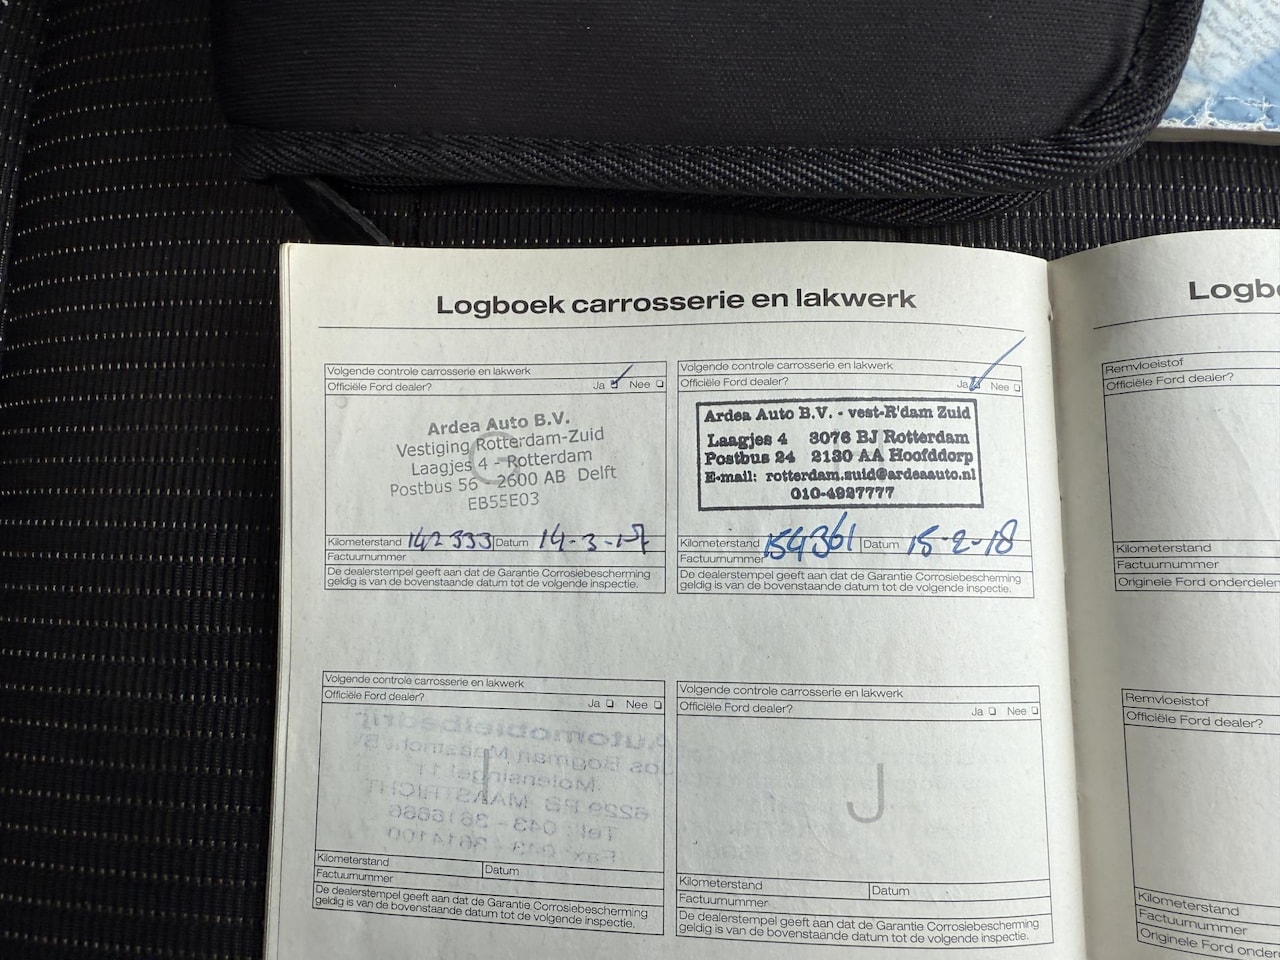 Logboek carrosserie en lakwerk
Volgende controle carrosserie en lakwerk
Officiële Ford dealer? Ja Nee
Ardea Auto B.V.
Vestiging Rotterdam-Zuid
Laagjes 4 - Rotterdam
Postbus 56 2600 AB Delft
EB55E03
Kilometerstand 142333 Datum 14-3-17
Factuurnummer
De dealerstempel geeft aan dat de Garantie Corrosiebescherming
geldig is van de bovenstaande datum tot de volgende inspectie.
Volgende controle carrosserie en lakwerk
Officiële Ford dealer? Ja Nee
Ardea Auto B.V. - vest-R'dam Zuid
Laagjes 4 3076 BJ Rotterdam
Postbus 24 2130 AA Hoofddorp
E-mail: rotterdam.zuid@ardeaauto.nl
010-4927777
Kilometerstand 154361 Datum 15-2-18
Factuurnummer
De dealerstempel geeft aan dat de Garantie Corrosiebescherming
geldig is van de bovenstaande datum tot de volgende inspectie.
Volgende controle carrosserie en lakwerk
Officiële Ford dealer? Ja Nee
I
Kilometerstand Datum
Factuurnummer
De dealerstempel geeft aan dat de Garantie Corrosiebescherming
geldig is van de bovenstaande datum tot de volgende inspectie.
Volgende controle carrosserie en lakwerk
Officiële Ford dealer? Ja Nee
J
Kilometerstand Datum
Factuurnummer
De dealerstempel geeft aan dat de Garantie Corrosiebescherming
geldig is van de bovenstaande datum tot de volgende inspectie.
Remvloeistof
Officiële Ford dealer?
Kilometerstand
Factuurnummer
Originele Ford onderdelen
Remvloeistof
Officiële Ford dealer?
Kilometerstand
Factuurnummer
Originele Ford